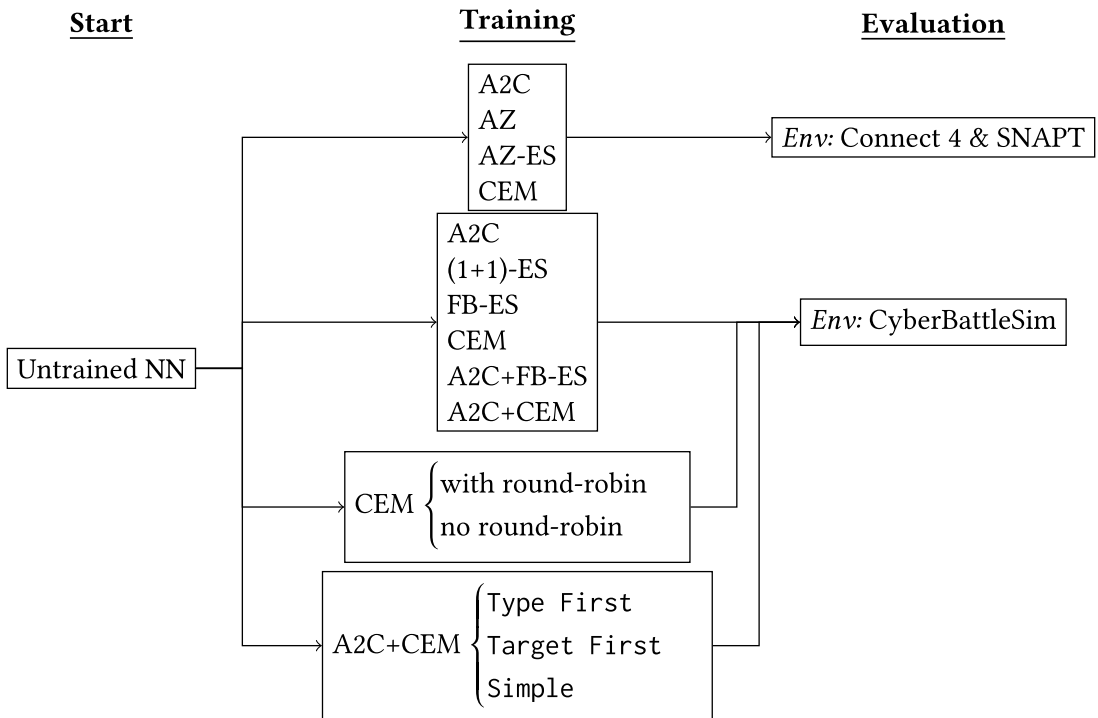 Start
Training
Evaluation
A2C
AZ
AZ-ES
CEM
Env: Connect 4 & SNAPT
A2C
(1+1)-ES
FB-ES
CEM
A2C+FB-ES
A2C+CEM
Env: CyberBattleSim
Untrained NN
CEM
with round-robin
no round-robin
A2C+CEM
Type First
Target First
Simple